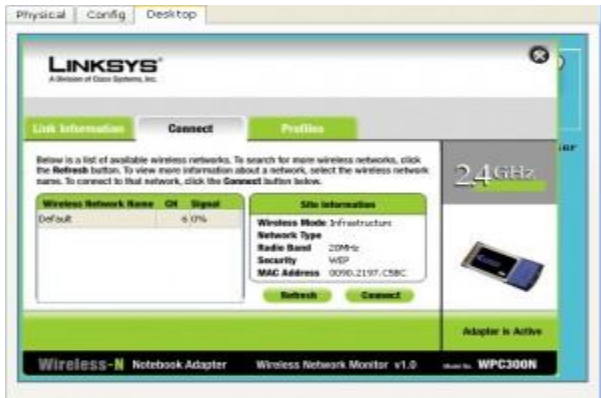 Physical Config Desktop
LINKSYS®
A Division of Cisco Systems, Inc.
Link Information Connect Profiles
Below is a list of available wireless networks. To search for more wireless networks, click
the Refresh button. To view more information about a network, select the wireless network
name. To connect to that network, click the Connect button below.
2,4GHz
Wireless Network Name CH Signal
Default 6 0%
Site Information
Wireless Mode Infrastructure
Network Type
Radio Band 20MHz
Security WEP
MAC Address 0090.2197.C5BC
Refresh Connect
Adapter is Active
Wireless-N Notebook Adapter Wireless Network Monitor v1.0 Model No. WPC300N